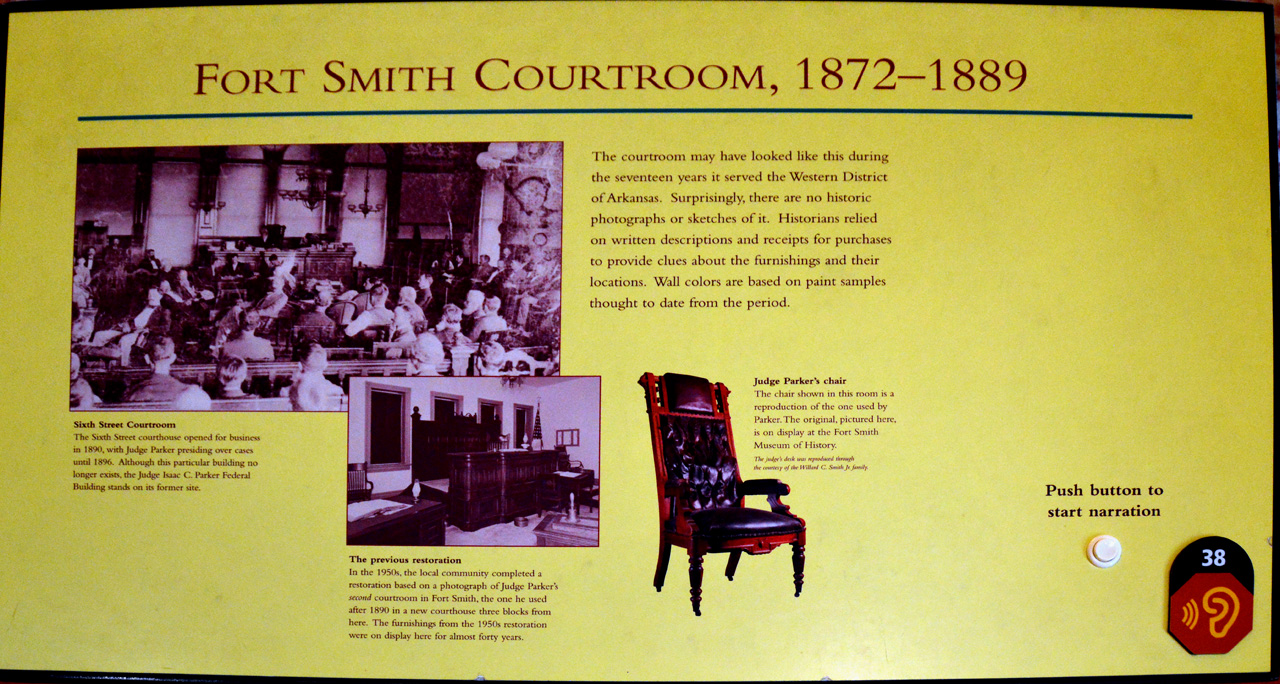 FORT SMITH COURTROOM, 1872–1889
The courtroom may have looked like this during
the seventeen years it served the Western District
of Arkansas. Surprisingly, there are no historic
photographs or sketches of it. Historians relied
on written descriptions and receipts for purchases
to provide clues about the furnishings and their
locations. Wall colors are based on paint samples
thought to date from the period.
Sixth Street Courtroom
The Sixth Street courthouse opened for business
in 1890, with Judge Parker presiding over cases
until 1896. Although this particular building no
longer exists, the Judge Isaac C. Parker Federal
Building stands on its former site.
The previous restoration
In the 1950s, the local community completed a
restoration based on a photograph of Judge Parker's
second courtroom in Fort Smith, the one he used
after 1890 in a new courthouse three blocks from
here. The furnishings from the 1950s restoration
were on display here for almost forty years.
Judge Parker's chair
The chair shown in this room is a
reproduction of the one used by
Parker. The original, pictured here,
is on display at the Fort Smith
Museum of History.
The judge's desk was reproduced through
the courtesy of the Willard C. Smith Jr. family.
Push button to
start narration
38